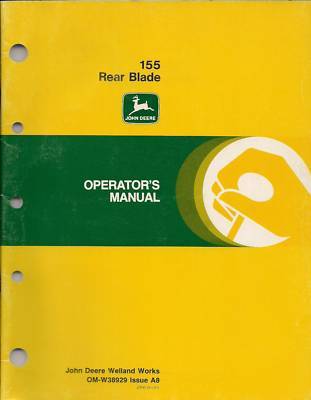 155
Rear Blade
JOHN DEERE
OPERATOR'S
MANUAL
John Deere Welland Works
OM-W38929 Issue A8